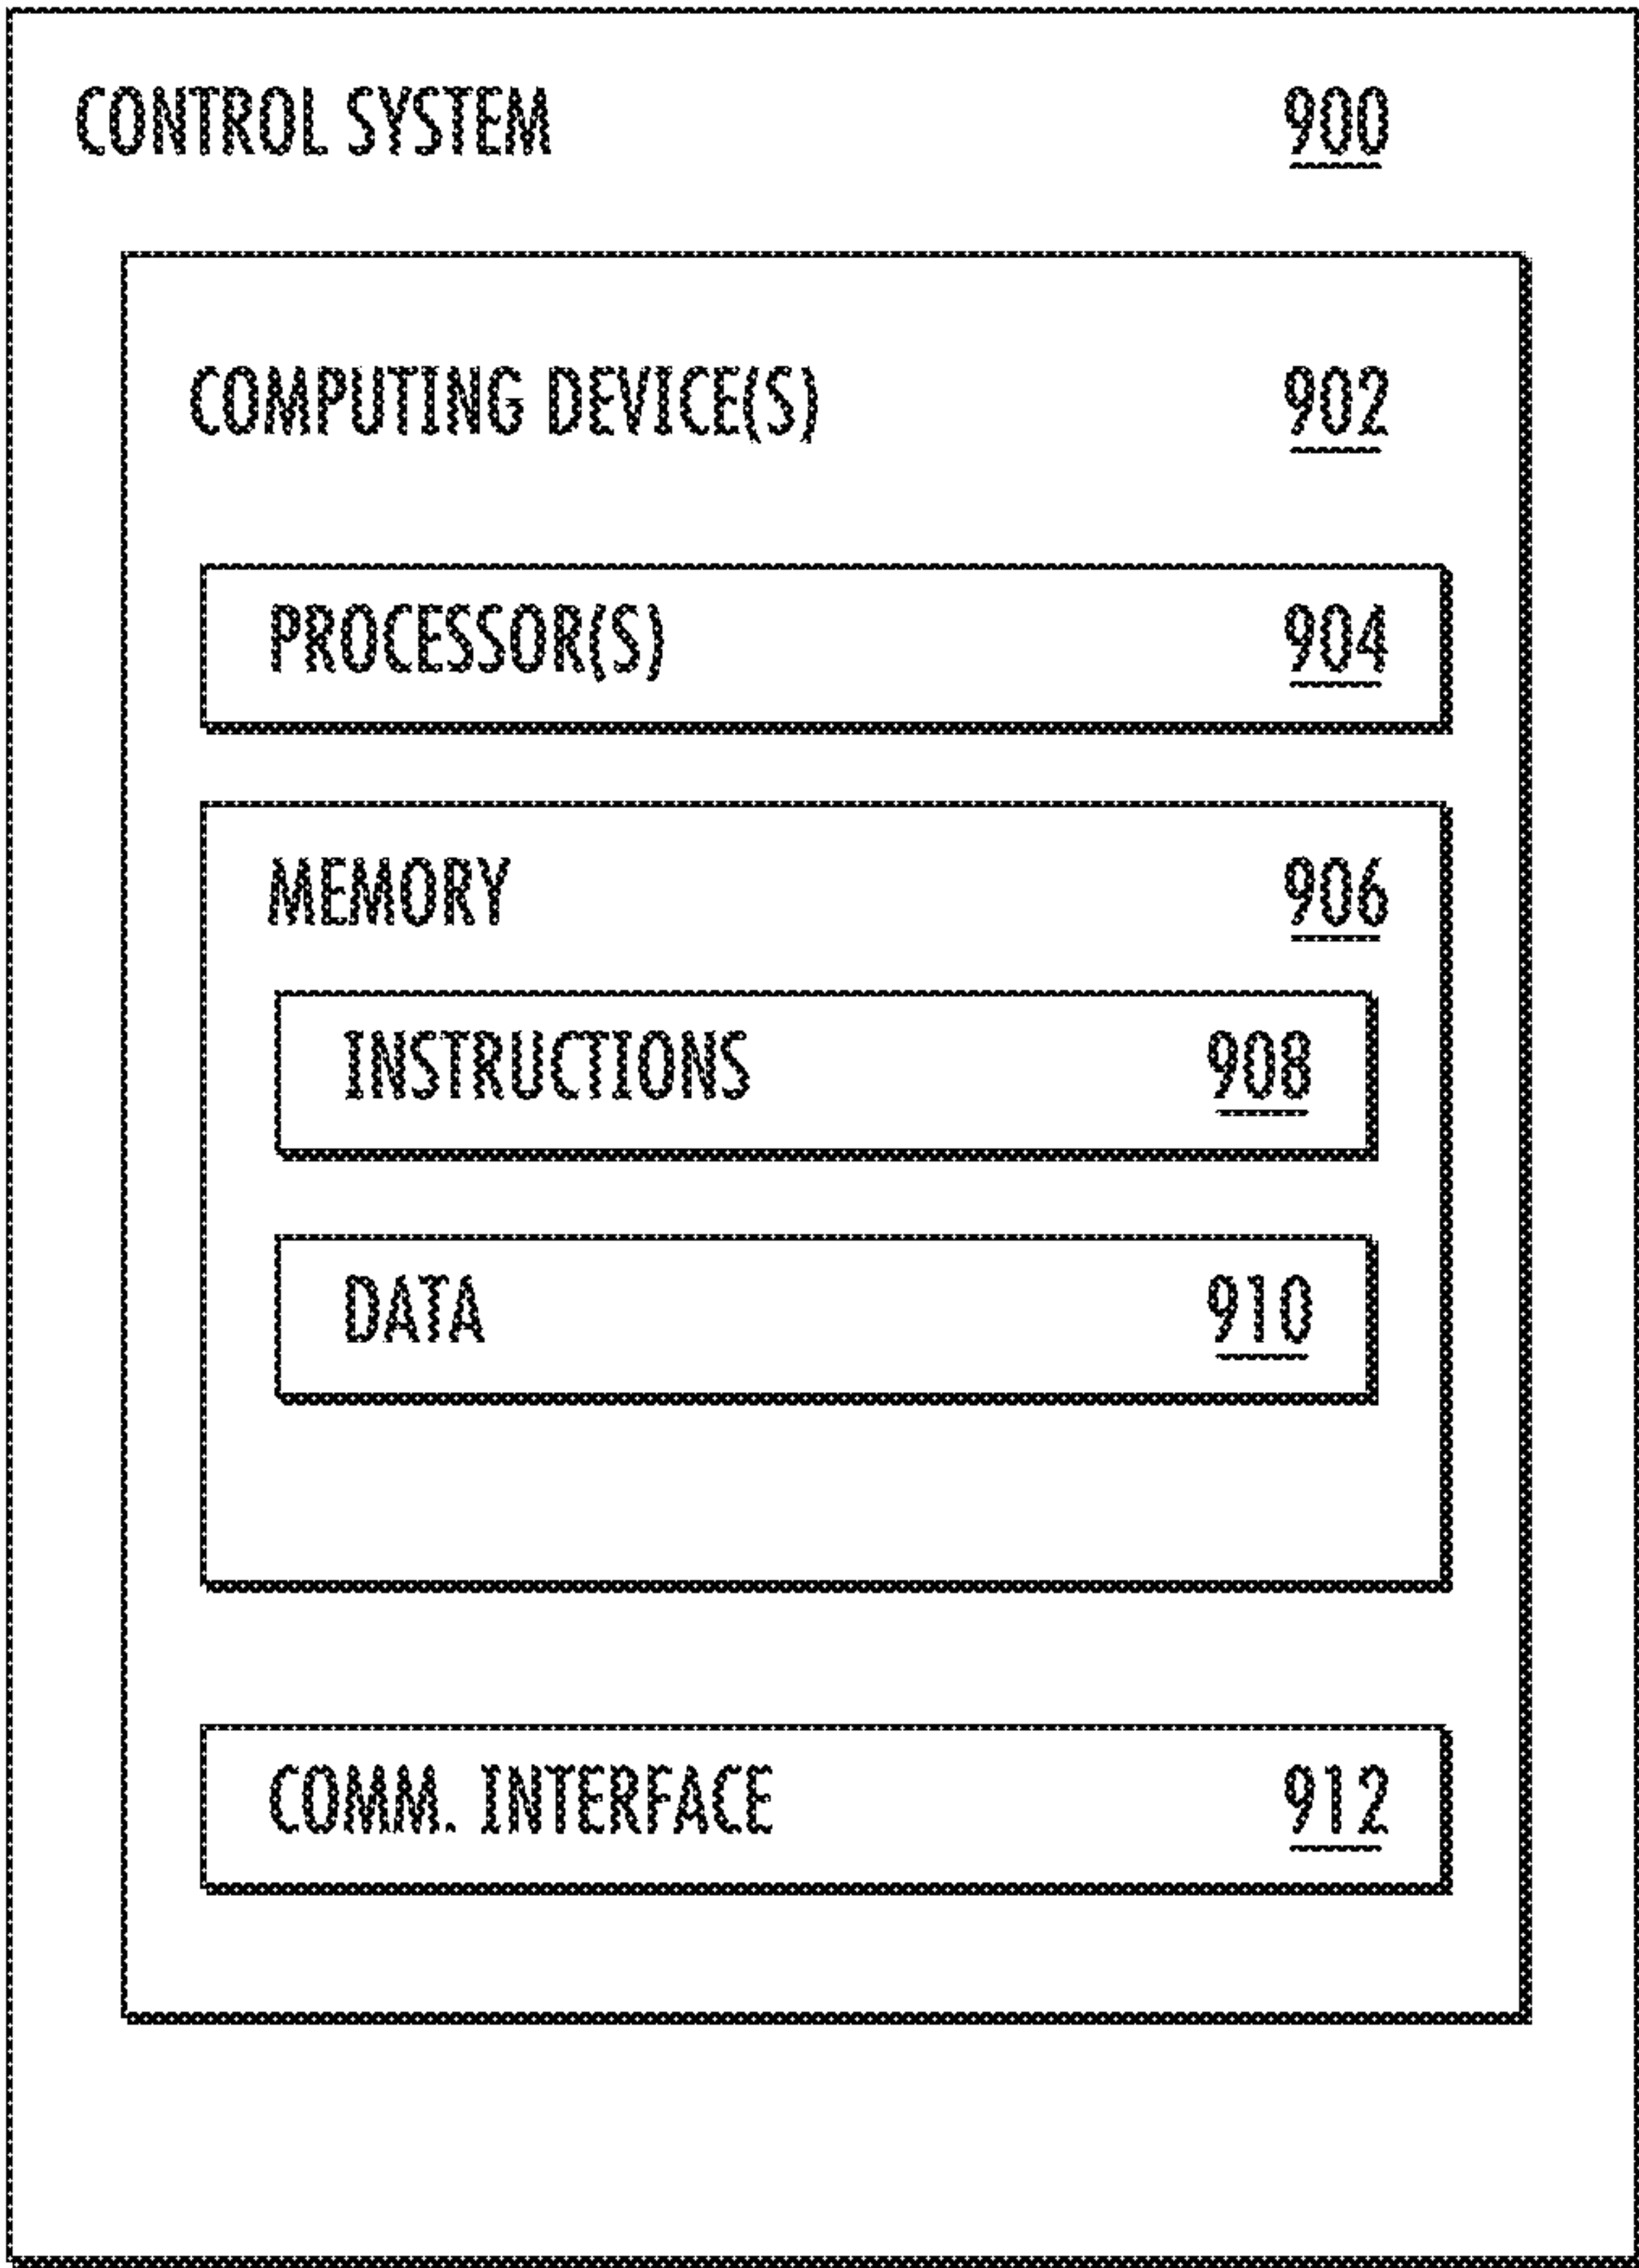 CONTROL SYSTEM 900
COMPUTING DEVICE(S) 902
PROCESSOR(S) 904
MEMORY 906
INSTRUCTIONS 908
DATA 910
COMM. INTERFACE 912